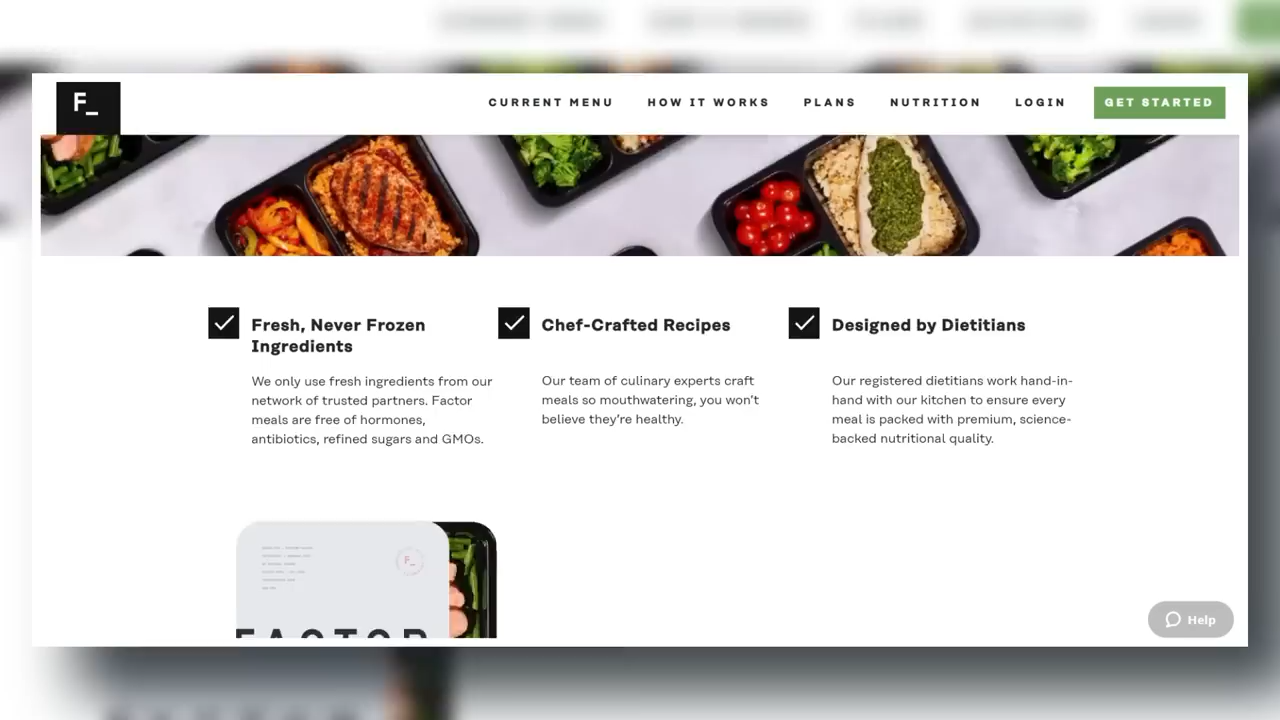 F_
CURRENT MENU
HOW IT WORKS
PLANS
NUTRITION
LOGIN
GET STARTED
Fresh, Never Frozen
Ingredients
We only use fresh ingredients from our
network of trusted partners. Factor
meals are free of hormones,
antibiotics, refined sugars and GMOs.
Chef-Crafted Recipes
Our team of culinary experts craft
meals so mouthwatering, you won't
believe they're healthy.
Designed by Dietitians
Our registered dietitians work hand-in-
hand with our kitchen to ensure every
meal is packed with premium, science-
backed nutritional quality.
F_
FACTOR
Help